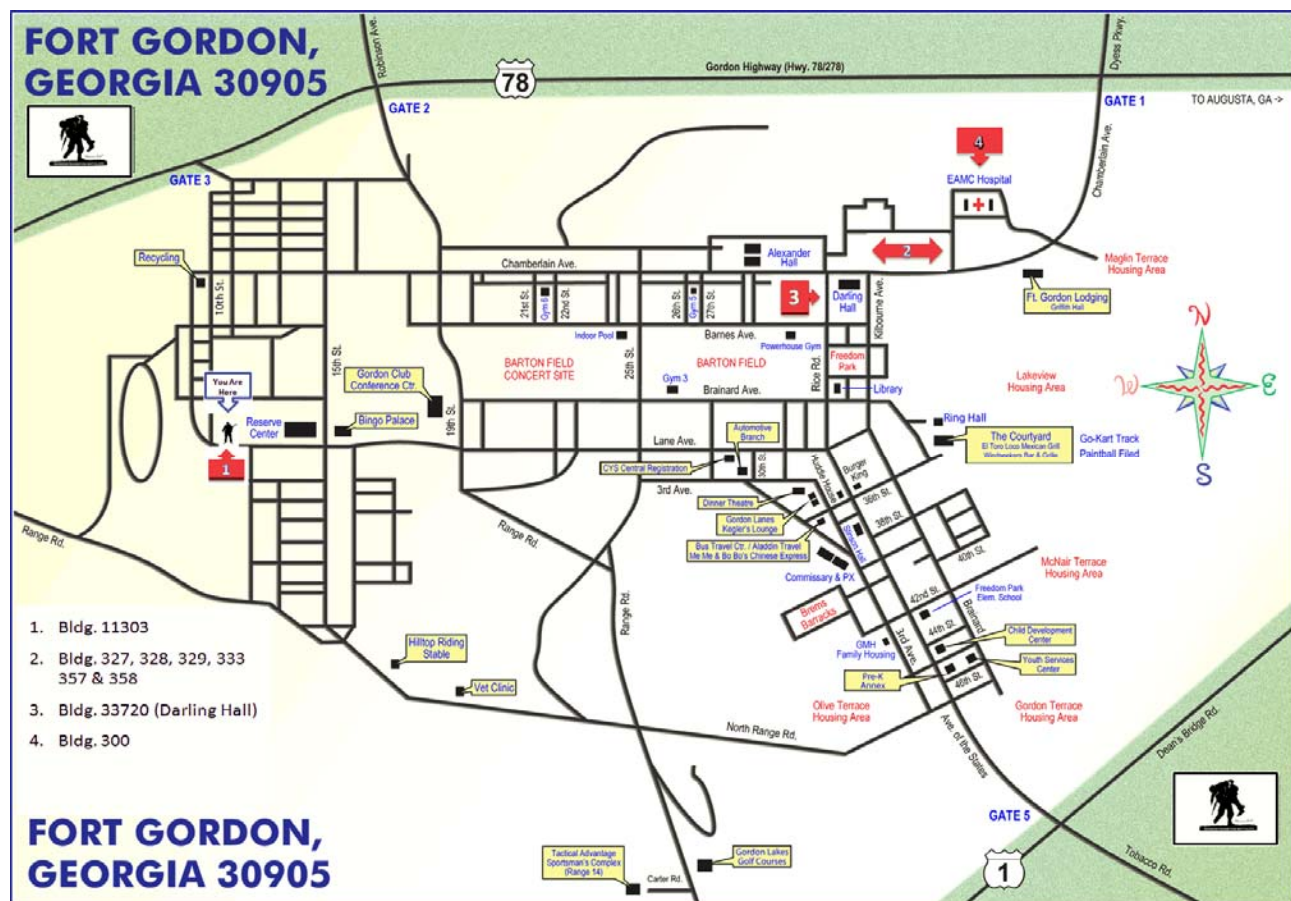 FORT GORDON,
GEORGIA 30905
Robinson Ave.
78
Gordon Highway (Hwy. 78/278)
Dyess Pkwy.
GATE 1
TO AUGUSTA, GA ->
GATE 2
GATE 3
Chamberlain Ave.
4
EAMC Hospital
Maglin Terrace
Housing Area
Recycling
10th St.
Chamberlain Ave.
Alexander
Hall
2
3
Darling
Hall
Kilbourne Ave.
Ft. Gordon Lodging
Griffith Hall
21st St.
22nd St.
26th St.
27th St.
Indoor Pool
Barnes Ave.
Powerhouse Gym
15th St.
BARTON FIELD
CONCERT SITE
25th St.
BARTON FIELD
Rice Rd.
Freedom
Park
N
W
E
S
Lakeview
Housing Area
You Are
Here
Gordon Club
Conference Ctr.
Gym 3
Brainard Ave.
Library
Reserve
Center
Bingo Palace
19th St.
Ring Hall
1
Lane Ave.
Automotive
Branch
The Courtyard
El Toro Loco Mexican Grill
Go-Kart Track
Paintball Filed
CYS Central Registration
30th St.
Huddle House
Burger
King
3rd Ave.
Dinner Theatre
36th St.
Gordon Lanes
Kegler's Lounge
38th St.
Bus Travel Ctr. / Aladdin Travel
Me Me & Bo Bo's Chinese Express
Stinson Hall
40th St.
Range Rd.
Range Rd.
Commissary & PX
McNair Terrace
Housing Area
Range Rd.
Brems
Barracks
42nd St.
Freedom Park
Elem. School
Brainard
44th St.
3rd Ave.
GMH
Family Housing
Child Development
Center
Youth Services
Center
Pre-K
Annex
46th St.
Hilltop Riding
Stable
Vet Clinic
Olive Terrace
Housing Area
Gordon Terrace
Housing Area
North Range Rd.
Ave. of the States
Dean's Bridge Rd.
GATE 5
1
Tobacco Rd.
1. Bldg. 11303
2. Bldg. 327, 328, 329, 333
357 & 358
3. Bldg. 33720 (Darling Hall)
4. Bldg. 300
Tactical Advantage
Sportsman's Complex
(Range 14)
Carter Rd.
Gordon Lakes
Golf Courses
FORT GORDON,
GEORGIA 30905